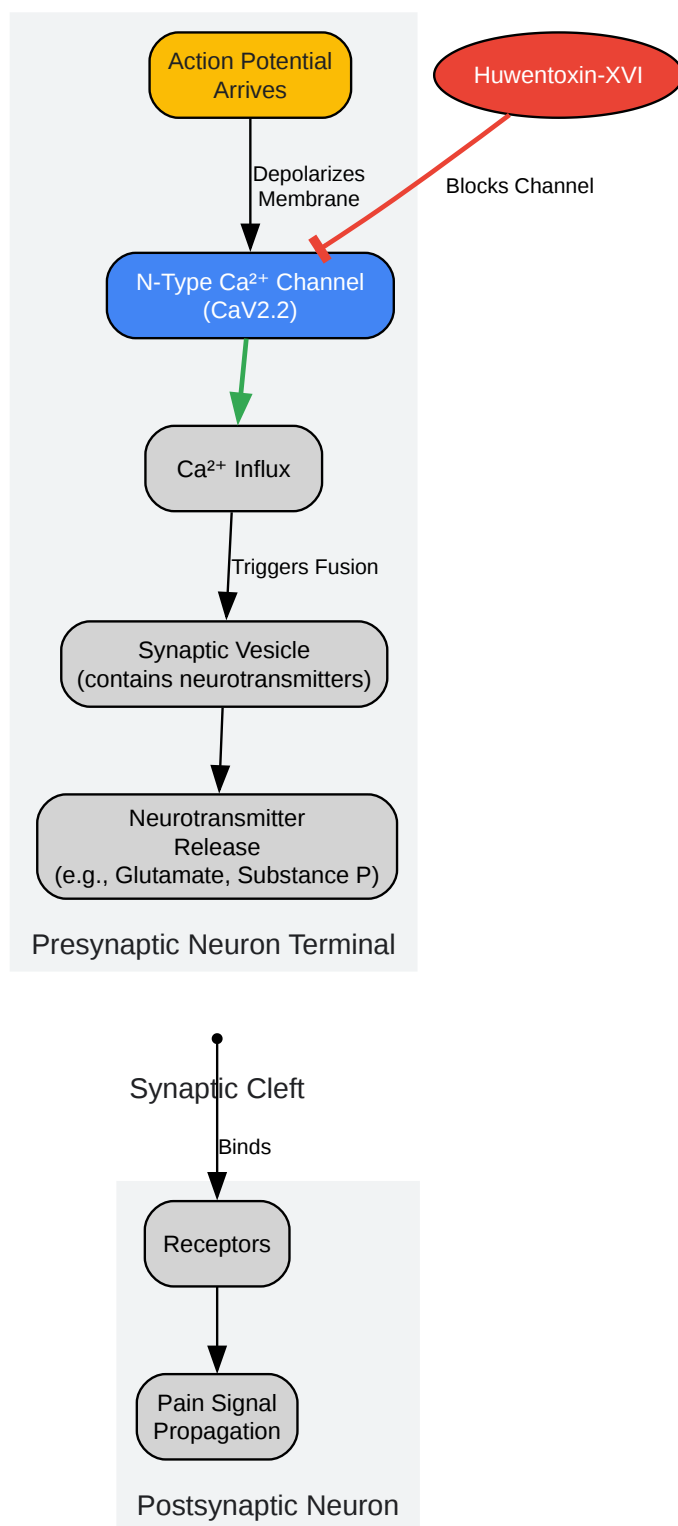 Action Potential
Arrives
Huwentoxin-XVI
Depolarizes
Membrane
Blocks Channel
N-Type Ca²⁺ Channel
(CaV2.2)
Ca²⁺ Influx
Triggers Fusion
Synaptic Vesicle
(contains neurotransmitters)
Neurotransmitter
Release
(e.g., Glutamate, Substance P)
Presynaptic Neuron Terminal
Synaptic Cleft
Binds
Receptors
Pain Signal
Propagation
Postsynaptic Neuron